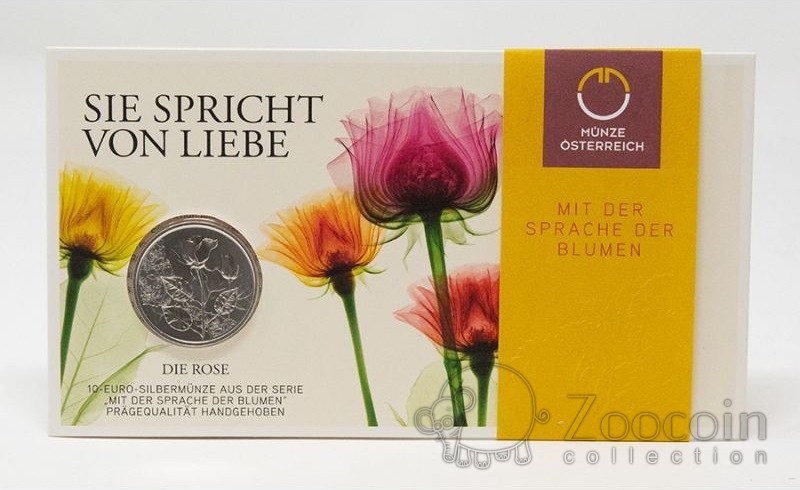 SIE SPRICHT
VON LIEBE
DIE ROSE
10-EURO-SILBERMÜNZE AUS DER SERIE
„MIT DER SPRACHE DER BLUMEN“
PRÄGEQUALITÄT HANDGEHOBEN
MÜNZE
ÖSTERREICH
MIT DER
SPRACHE DER
BLUMEN
Zoocoin
collection